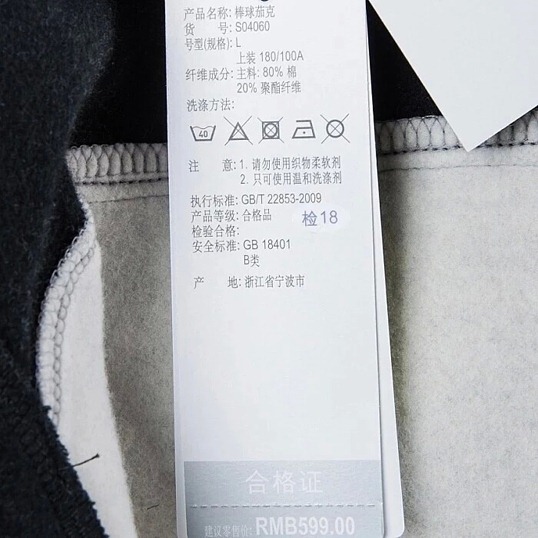 产品名称: 棒球茄克
货 号: S04060
号型(规格): L
上装 180/100A
纤维成分: 主料: 80% 棉
20% 聚酯纤维
洗涤方法:
40
注 意: 1. 请勿使用织物柔软剂
2. 只可使用温和洗涤剂
执行标准: GB/T 22853-2009
产品等级: 合格品
检18
检验合格:
安全标准: GB 18401
B类
产 地: 浙江省宁波市
合格证
建议零售价: RMB599.00